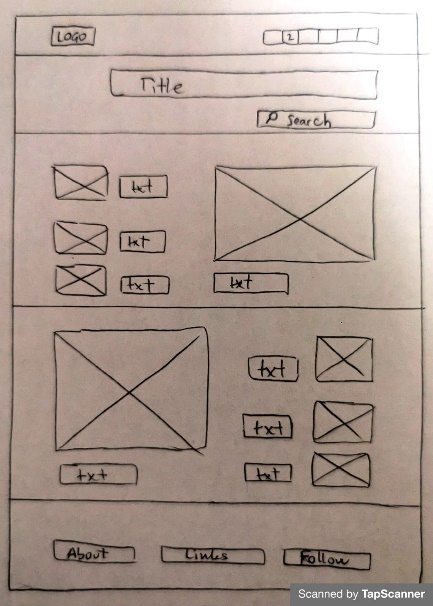 LOGO
2
Title
Search
txt
txt
txt
txt
txt
txt
txt
txt
About
Links
Follow
Scanned by TapScanner